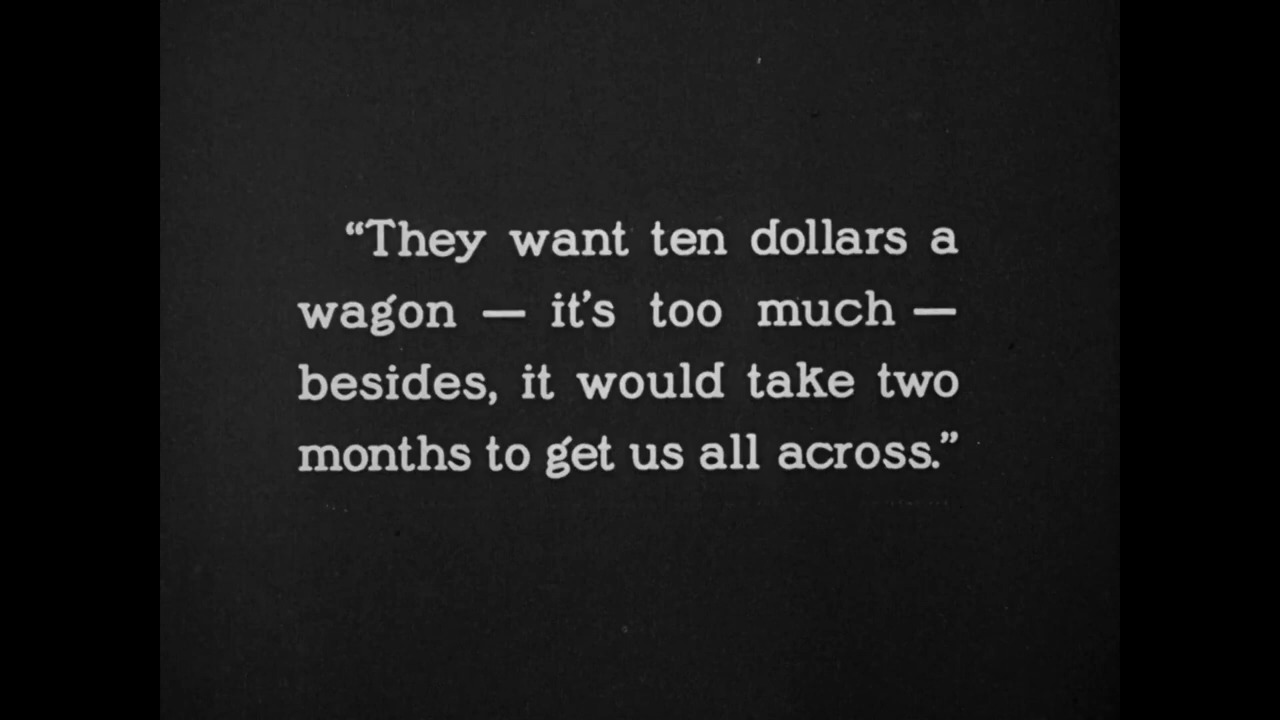 “They want ten dollars a
wagon — it’s too much —
besides, it would take two
months to get us all across.”